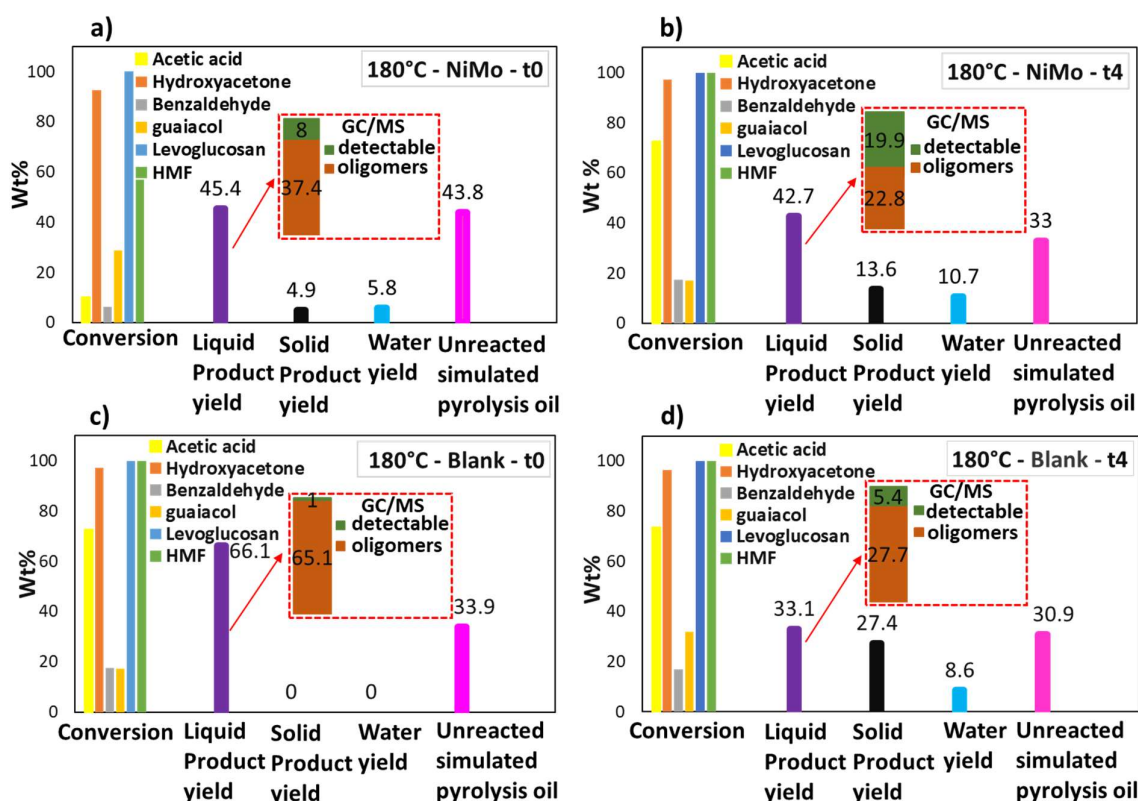 a)
180°C - NiMo - t0
Acetic acid
Hydroxyacetone
Benzaldehyde
guaiacol
Levoglucosan
HMF
GC/MS
detectable
oligomers
8
37.4
Wt%
100
80
60
40
20
0
45.4
4.9
5.8
43.8
Conversion
Liquid
Product
yield
Solid
Product
yield
Water
yield
Unreacted
simulated
pyrolysis oil
b)
180°C - NiMo - t4
Acetic acid
Hydroxyacetone
Benzaldehyde
guaiacol
Levoglucosan
HMF
GC/MS
detectable
oligomers
19.9
22.8
Wt%
100
80
60
40
20
0
42.7
13.6
10.7
33
Conversion
Liquid
Product
yield
Solid
Product
yield
Water
yield
Unreacted
simulated
pyrolysis oil
c)
180°C - Blank - t0
Acetic acid
Hydroxyacetone
Benzaldehyde
guaiacol
Levoglucosan
HMF
GC/MS
detectable
oligomers
1
65.1
Wt%
100
80
60
40
20
0
66.1
0
0
33.9
Conversion
Liquid
Product
yield
Solid
Product
yield
Water
yield
Unreacted
simulated
pyrolysis oil
d)
180°C - Blank - t4
Acetic acid
Hydroxyacetone
Benzaldehyde
guaiacol
Levoglucosan
HMF
GC/MS
detectable
oligomers
5.4
27.7
Wt%
100
80
60
40
20
0
33.1
27.4
8.6
30.9
Conversion
Liquid
Product
yield
Solid
Product
yield
Water
yield
Unreacted
simulated
pyrolysis oil